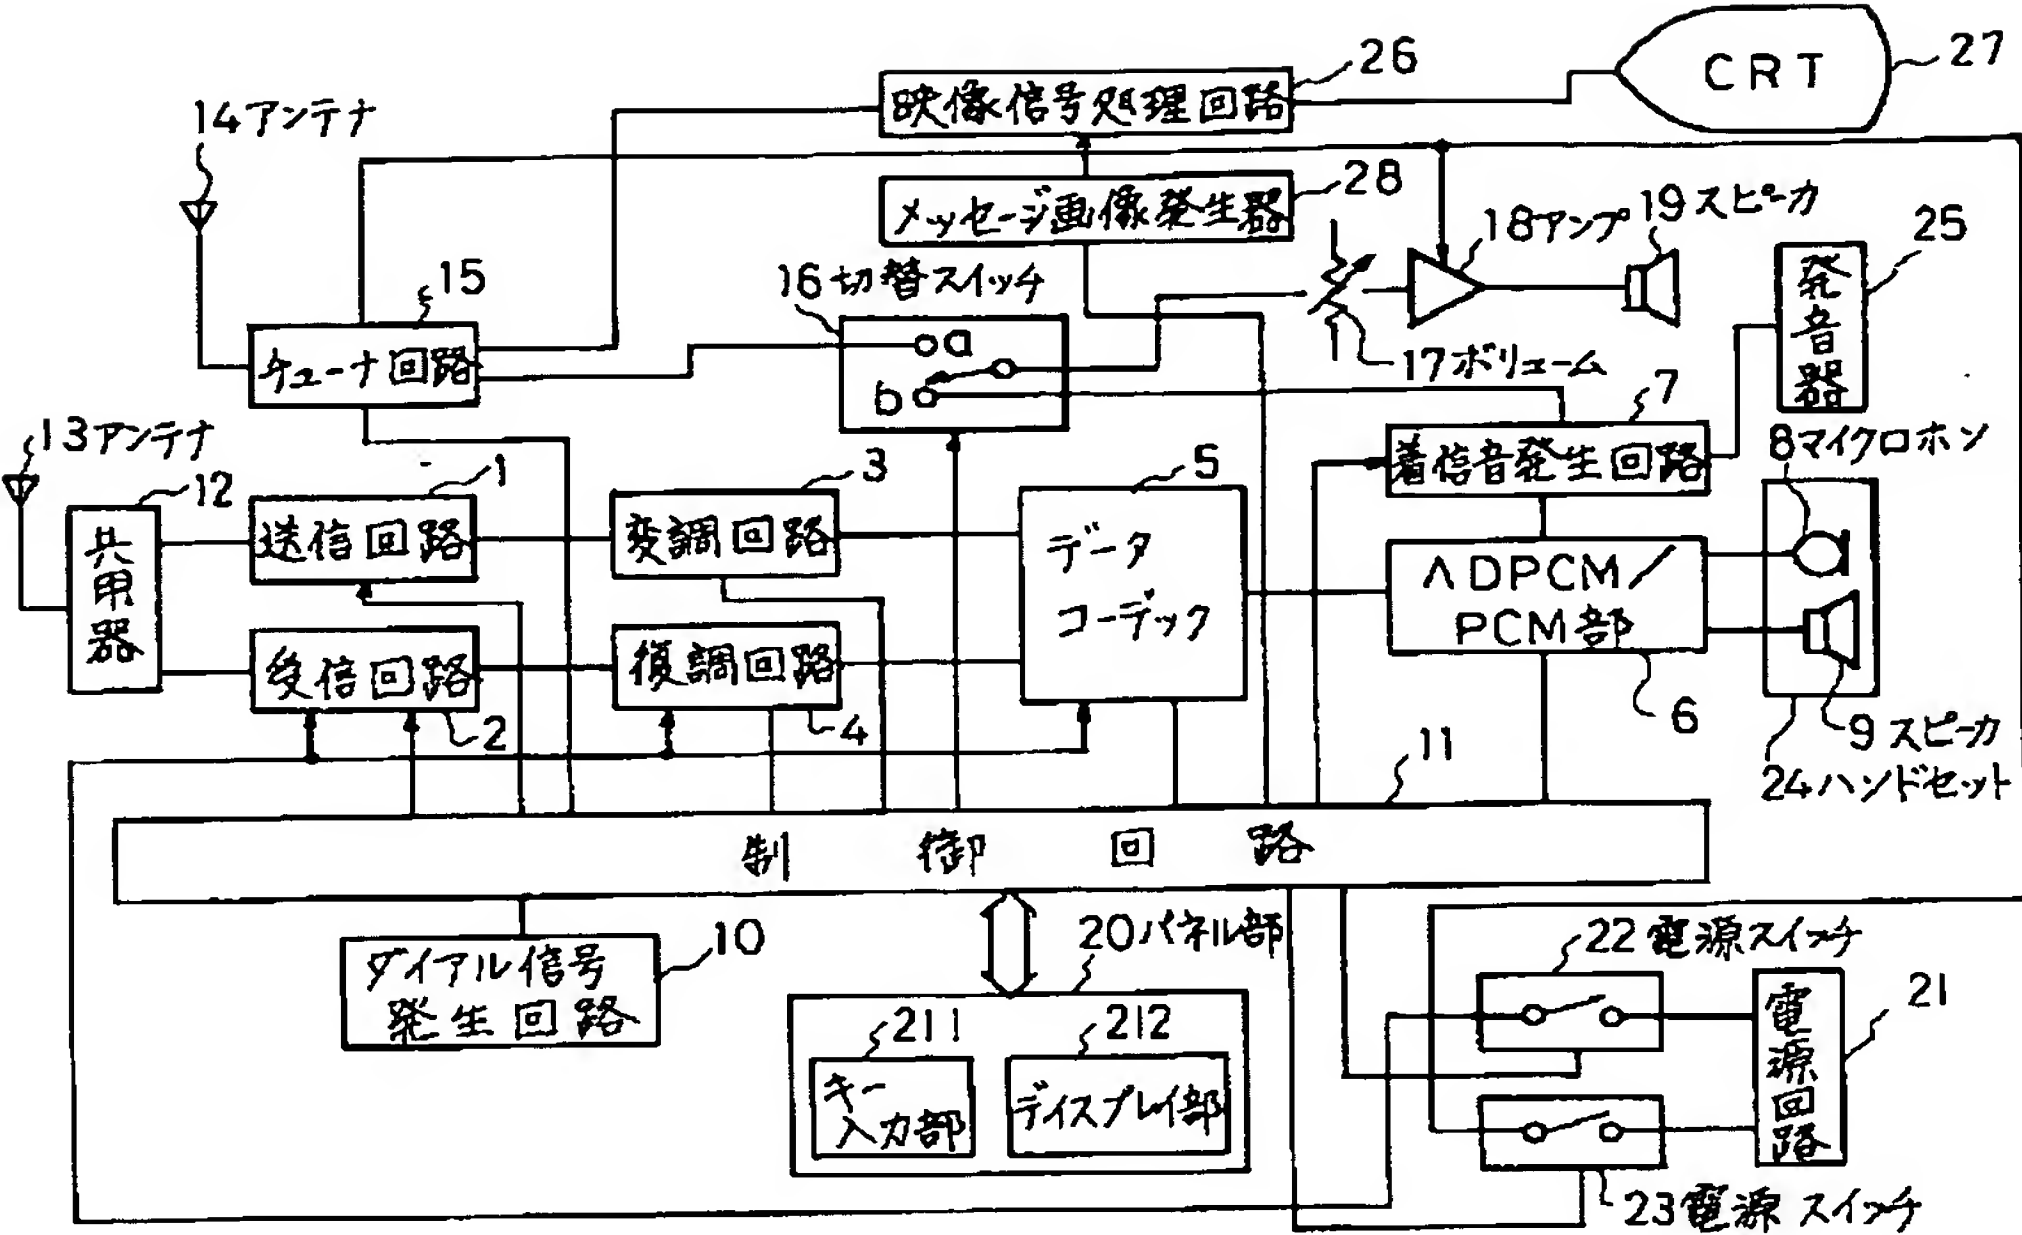 26
CRT
27
映像信号処理回路
14アンテナ
28
メッセージ画像発生器
18アンプ
19スピーカ
25
発音器
16切替スイッチ
15
a
チューナ回路
b
17ボリューム
7
13アンテナ
12
1
3
5
着信音発生回路
8マイクロホン
共用器
送信回路
変調回路
データ
コーデック
ADPCM/
PCM部
受信回路
復調回路
2
4
6
9スピーカ
11
24ハンドセット
制御回路
20パネル部
22電源スイッチ
10
ダイアル信号
発生回路
21
電源回路
211
212
キー
入力部
ディスプレイ部
23電源スイッチ